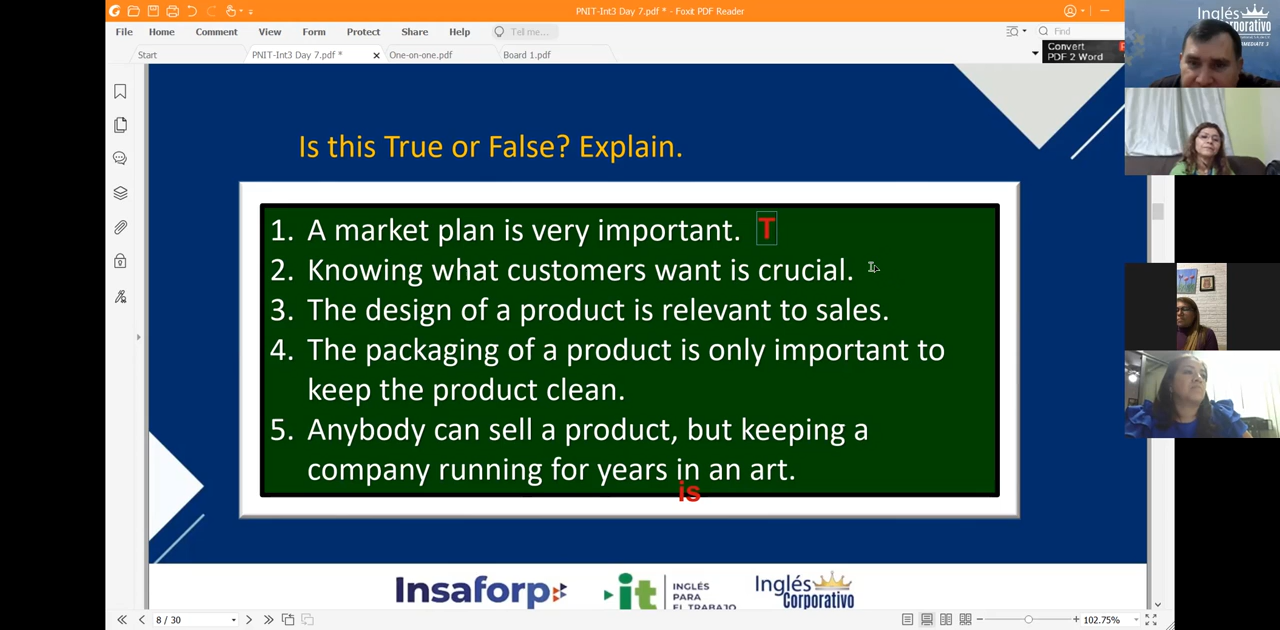 PNIT-Int3 Day 7.pdf * - Foxit PDF Reader
File Home Comment View Form Protect Share Help Tell me... Find
Start PNIT-Int3 Day 7.pdf * One-on-one.pdf Board 1.pdf
Convert
PDF 2 Word
Inglés
Is this True or False? Explain.
1. A market plan is very important. T
2. Knowing what customers want is crucial.
3. The design of a product is relevant to sales.
4. The packaging of a product is only important to
keep the product clean.
5. Anybody can sell a product, but keeping a
company running for years in an art.
is
Insaforp
it
INGLÉS
PARA
EL TRABAJO
Inglés
Corporativo
8 / 30
102.75%